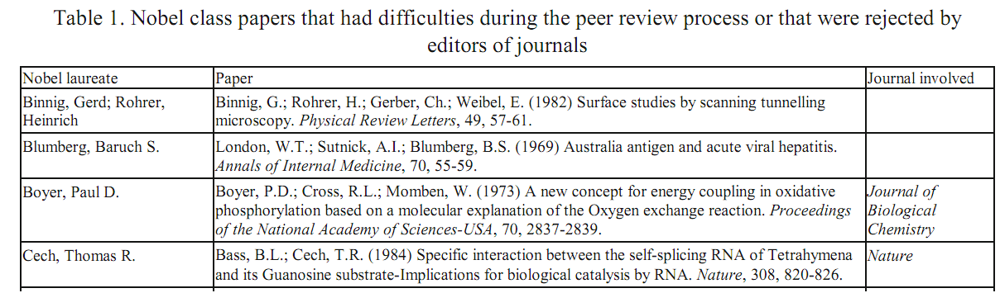 Table 1. Nobel class papers that had difficulties during the peer review process or that were rejected by
editors of journals
Nobel laureate Paper Journal involved
Binnig, Gerd; Rohrer, Heinrich
Binnig, G.; Rohrer, H.; Gerber, Ch.; Weibel, E. (1982) Surface studies by scanning tunnelling
microscopy. Physical Review Letters, 49, 57-61.
Blumberg, Baruch S.
London, W.T.; Sutnick, A.I.; Blumberg, B.S. (1969) Australia antigen and acute viral hepatitis.
Annals of Internal Medicine, 70, 55-59.
Boyer, Paul D.
Boyer, P.D.; Cross, R.L.; Momben, W. (1973) A new concept for energy coupling in oxidative
phosphorylation based on a molecular explanation of the Oxygen exchange reaction. Proceedings
of the National Academy of Sciences-USA, 70, 2837-2839.
Journal of
Biological
Chemistry
Cech, Thomas R.
Bass, B.L.; Cech, T.R. (1984) Specific interaction between the self-splicing RNA of Tetrahymena
and its Guanosine substrate-Implications for biological catalysis by RNA. Nature, 308, 820-826.
Nature